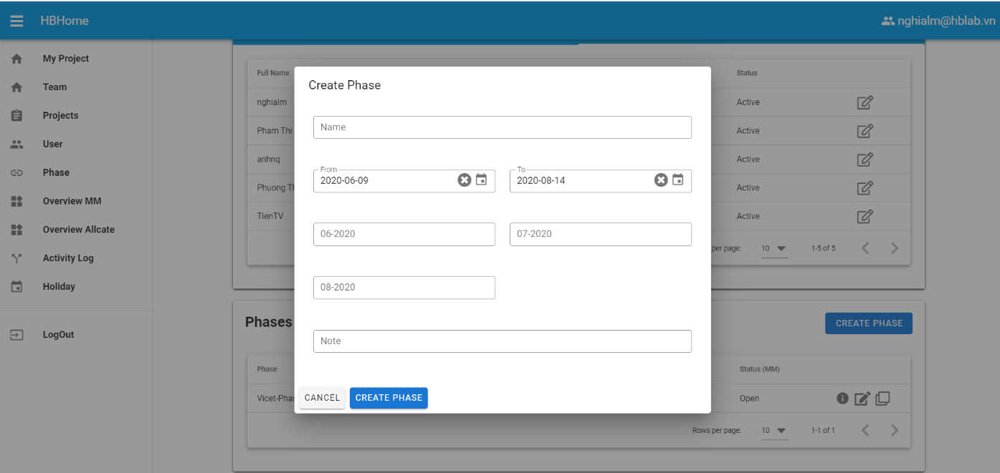 HBHome
nghialm@hblab.vn
My Project
Team
Projects
User
Phase
Overview MM
Overview Allcate
Activity Log
Holiday
LogOut
Full Name
Status
nghialm
Active
Pham Thi
Active
anhnq
Active
Phuong
Active
TienTV
Active
per page:
10
1-5 of 5
Create Phase
Name
From
2020-06-09
To
2020-08-14
06-2020
07-2020
08-2020
Note
CANCEL
CREATE PHASE
Phases
CREATE PHASE
Phase
Status (MM)
Vicet-Phas
Open
Rows per page:
10
1-1 of 1